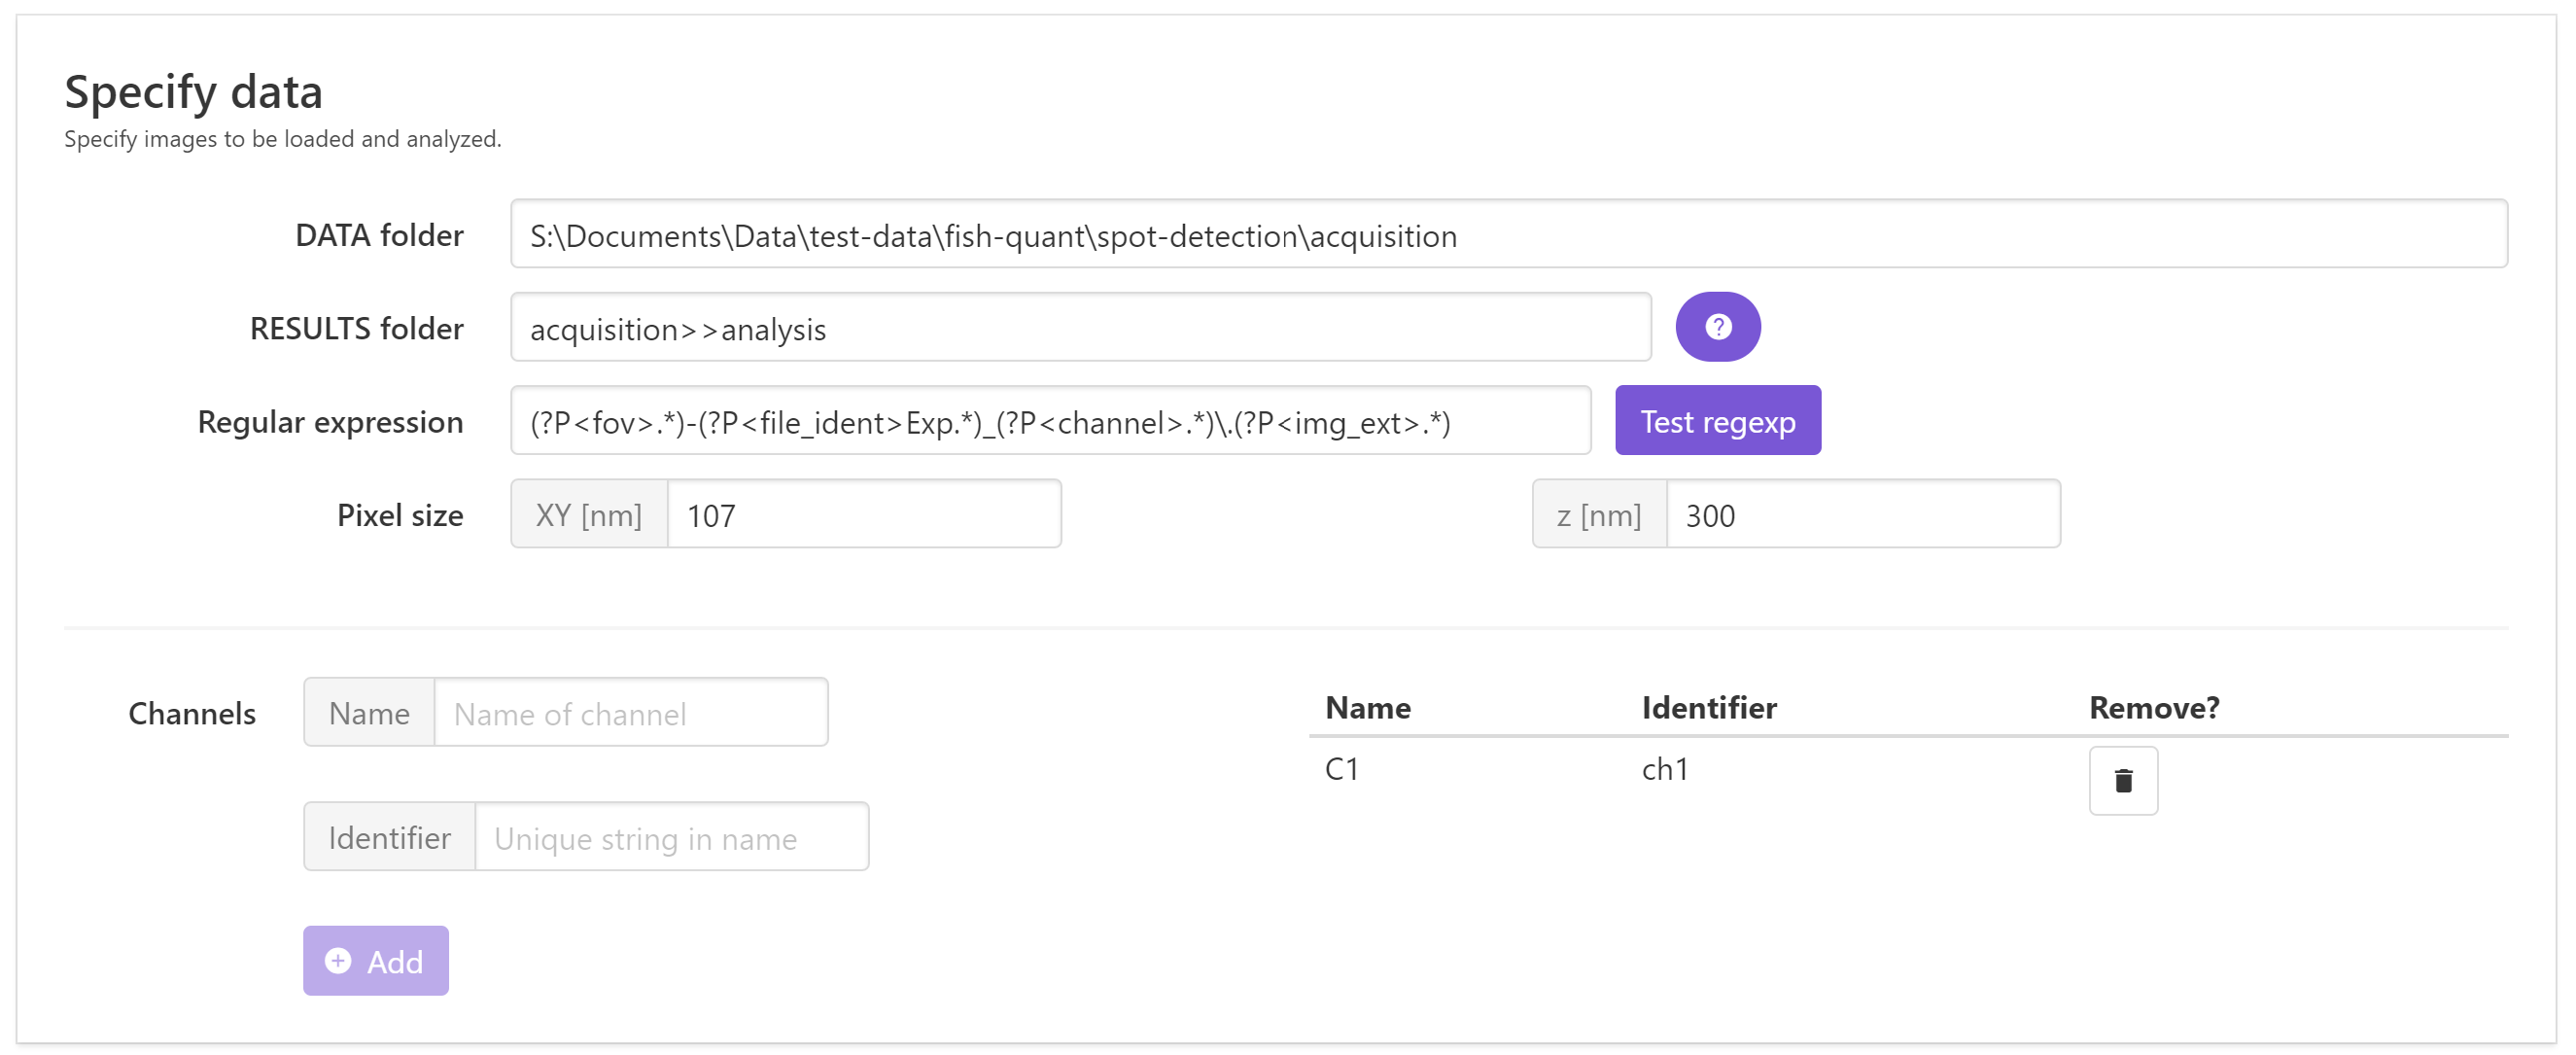 Specify data
Specify images to be loaded and analyzed.
DATA folder S:\Documents\Data\test-data\fish-quant\spot-detection\acquisition
RESULTS folder acquisition>>analysis ?
Regular expression (?P<fov>.*)-(?P<file_ident>Exp.*)_(?P<channel>.*)\.(?P<img_ext>.*) Test regexp
Pixel size XY [nm] 107 z [nm] 300
Channels Name Name of channel
Identifier Unique string in name
Add
Name Identifier Remove?
C1 ch1